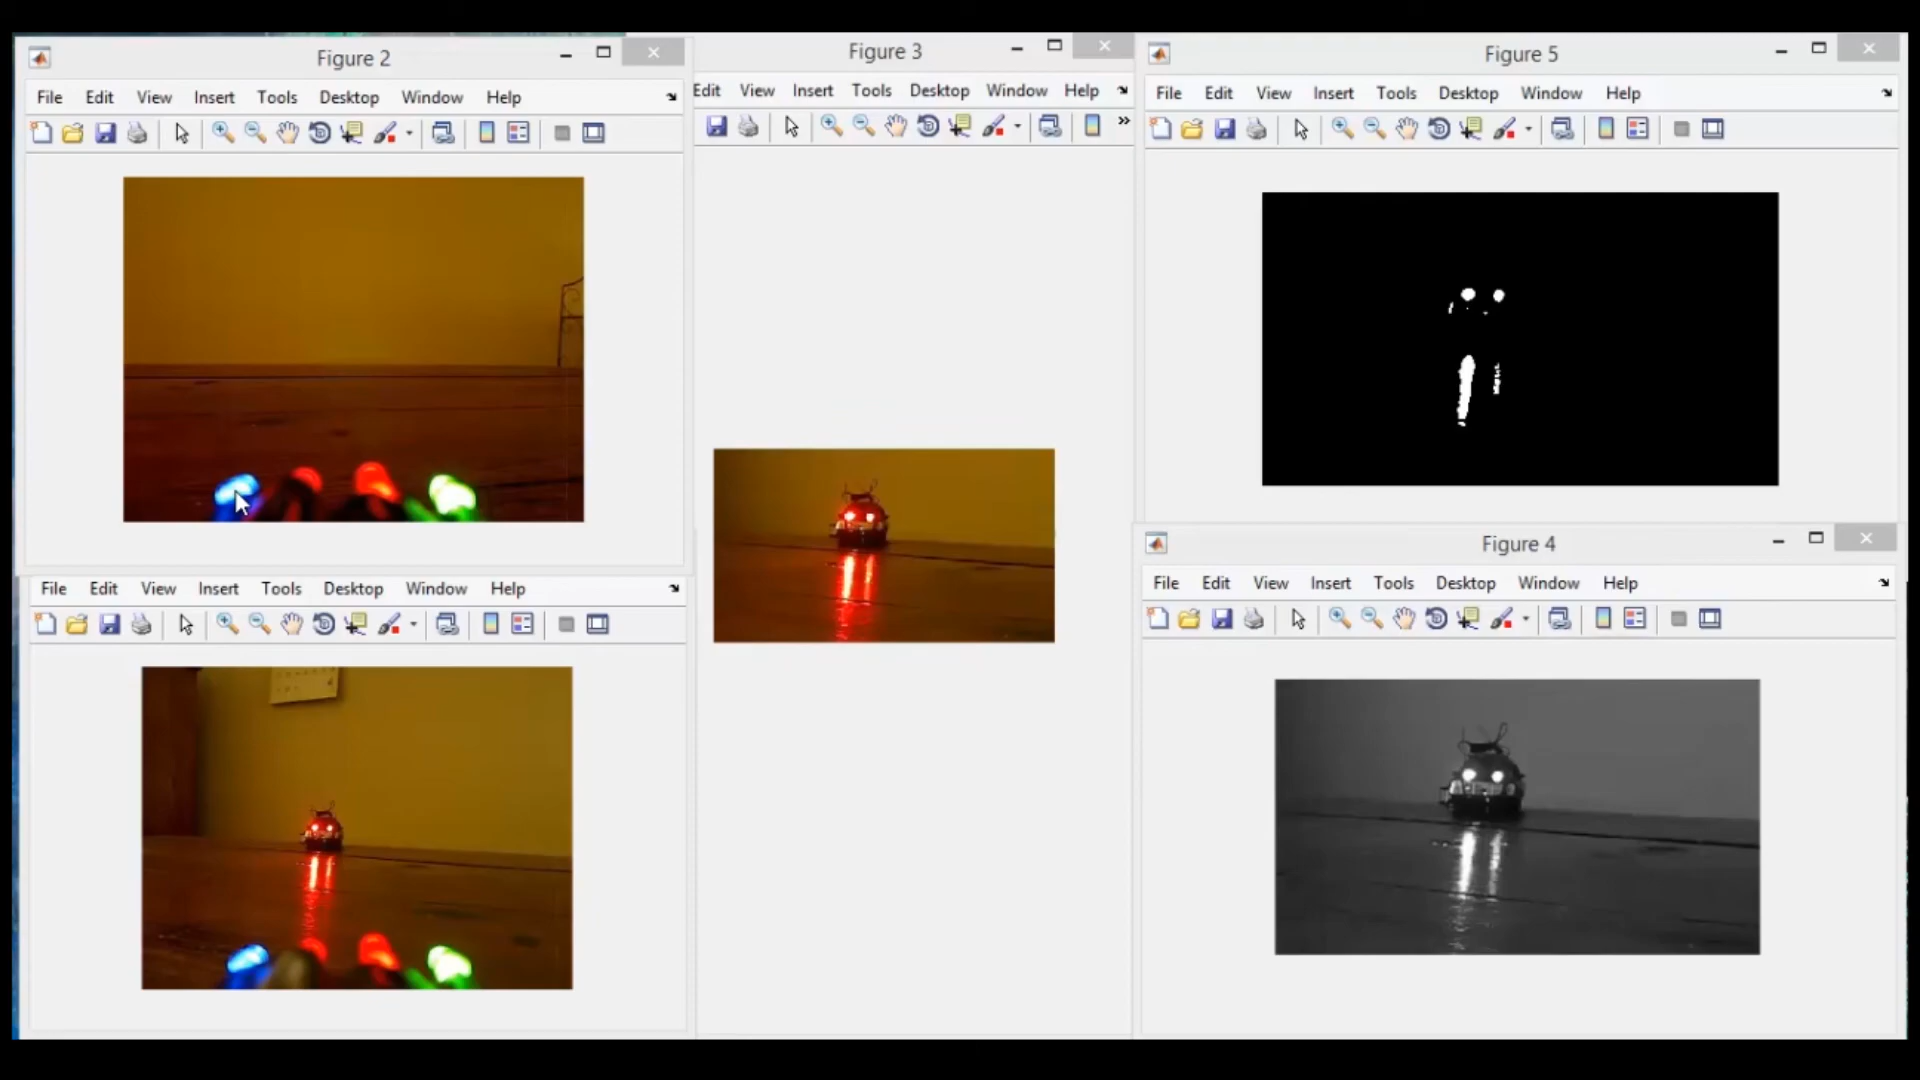 Figure 2
File Edit View Insert Tools Desktop Window Help
File Edit View Insert Tools Desktop Window Help
Figure 3
Edit View Insert Tools Desktop Window Help
Figure 5
File Edit View Insert Tools Desktop Window Help
Figure 4
File Edit View Insert Tools Desktop Window Help